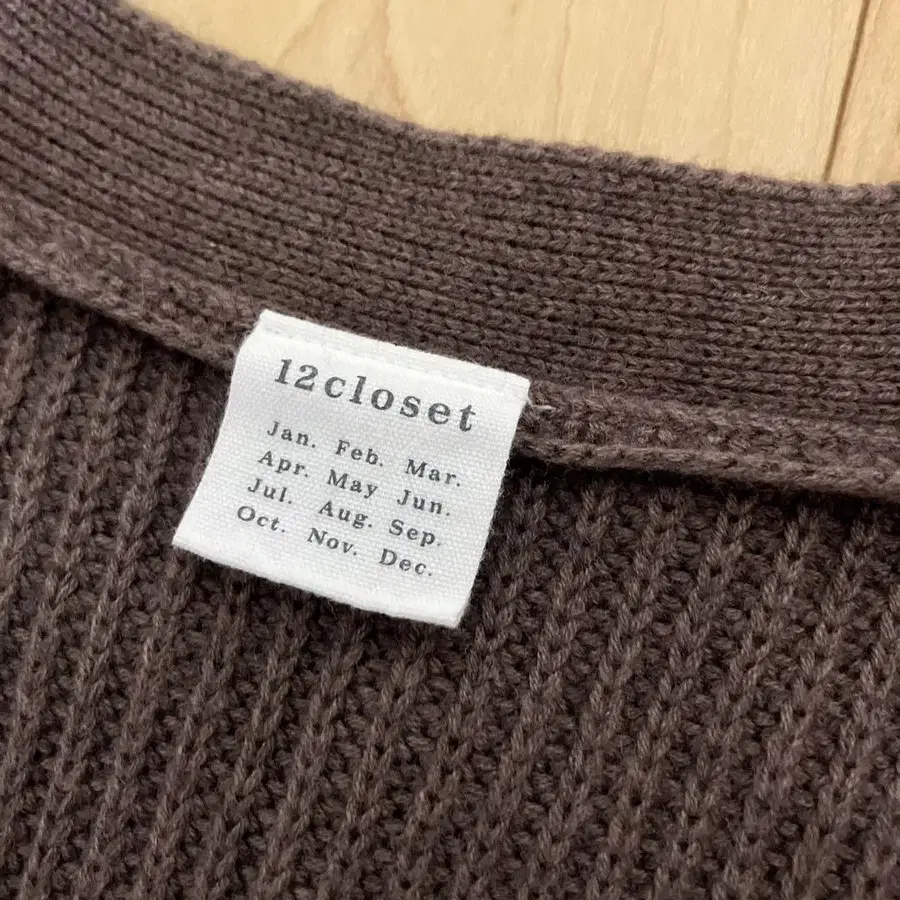 12closet
Jan. Feb. Mar.
Apr. May Jun.
Jul. Aug. Sep.
Oct. Nov. Dec.